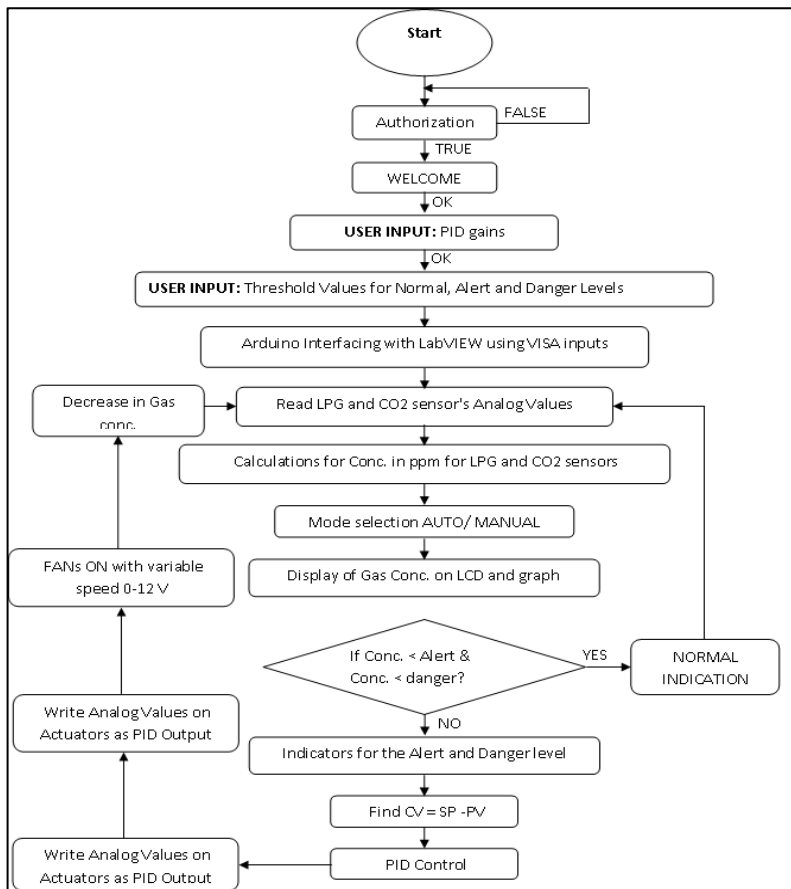 Start
FALSE
Authorization
TRUE
WELCOME
OK
USER INPUT: PID gains
OK
USER INPUT: Threshold Values for Normal, Alert and Danger Levels
Arduino Interfacing with LabVIEW using VISA inputs
Decrease in Gas
conc.
Read LPG and CO2 sensor's Analog Values
Calculations for Conc. in ppm for LPG and CO2 sensors
Mode selection AUTO/ MANUAL
FANs ON with variable
speed 0-12 V
Display of Gas Conc. on LCD and graph
If Conc. < Alert &
Conc. < danger?
YES
NORMAL
INDICATION
NO
Write Analog Values on
Actuators as PID Output
Indicators for the Alert and Danger level
Find CV = SP -PV
Write Analog Values on
Actuators as PID Output
PID Control